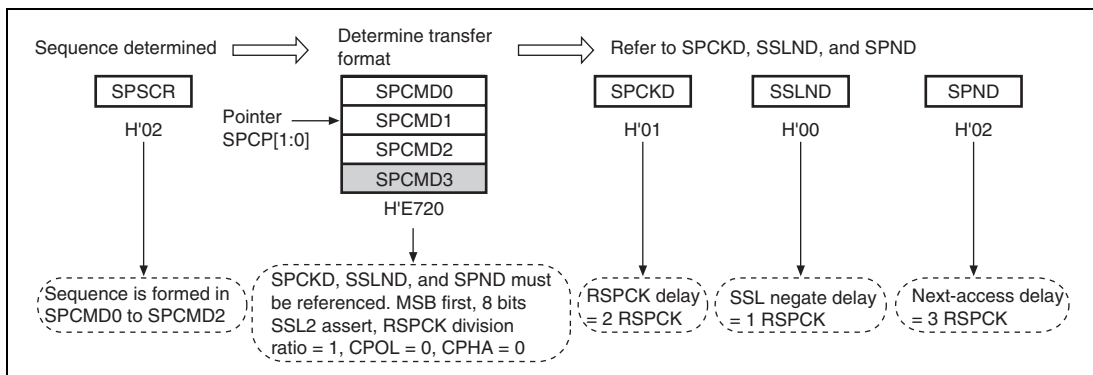 Sequence determined
Determine transfer
format
Refer to SPCKD, SSLND, and SPND
SPSCR
H'02
Pointer
SPCP[1:0]
SPCMD0
SPCMD1
SPCMD2
SPCMD3
H'E720
SPCKD
H'01
SSLND
H'00
SPND
H'02
Sequence is formed in
SPCMD0 to SPCMD2
SPCKD, SSLND, and SPND must
be referenced. MSB first, 8 bits
SSL2 assert, RSPCK division
ratio = 1, CPOL = 0, CPHA = 0
RSPCK delay
= 2 RSPCK
SSL negate delay
= 1 RSPCK
Next-access delay
= 3 RSPCK